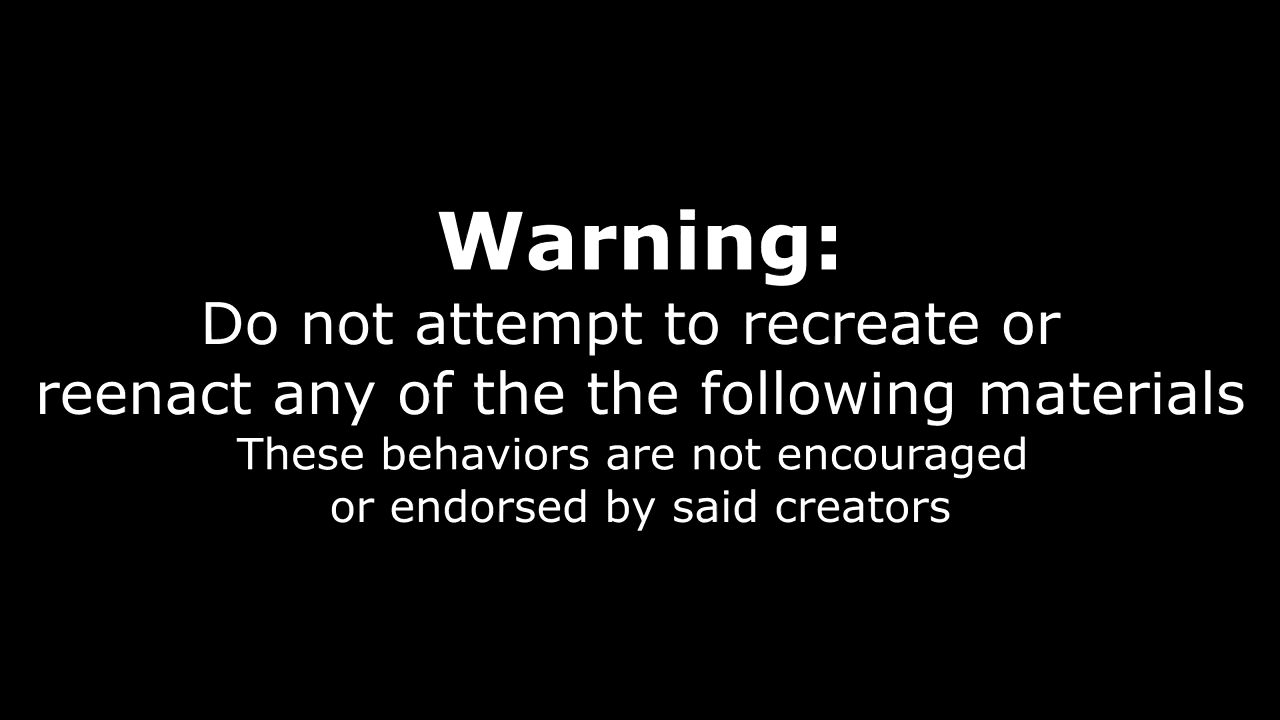 Warning:
Do not attempt to recreate or
reenact any of the the following materials
These behaviors are not encouraged
or endorsed by said creators